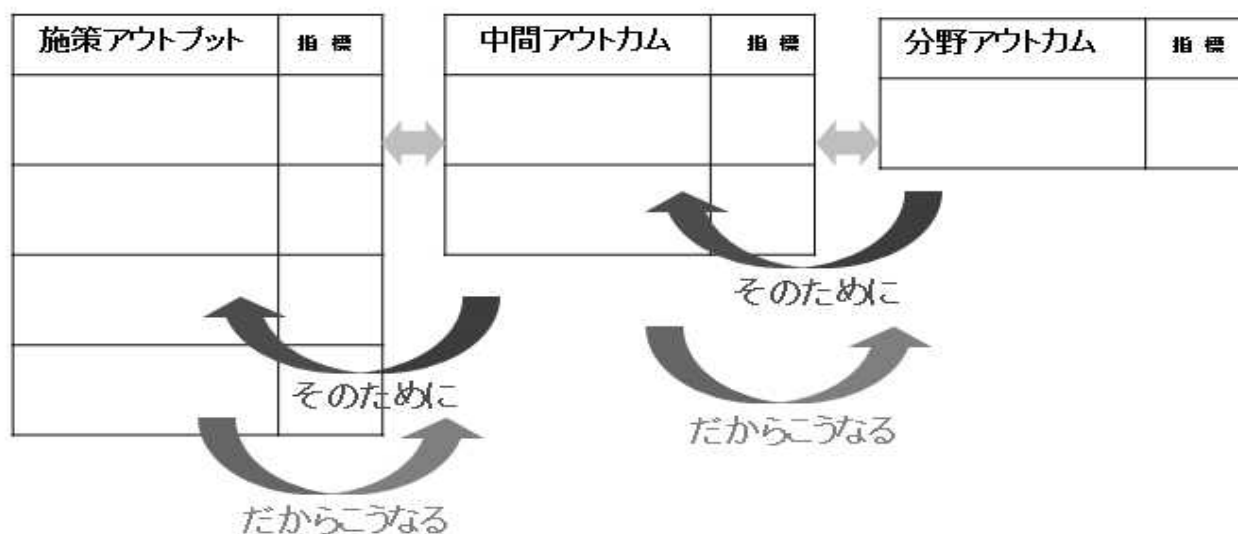 施策アウトプット 指標 中間アウトカム 指標 分野アウトカム 指標
そのために
そのために
だからこうなる
だからこうなる